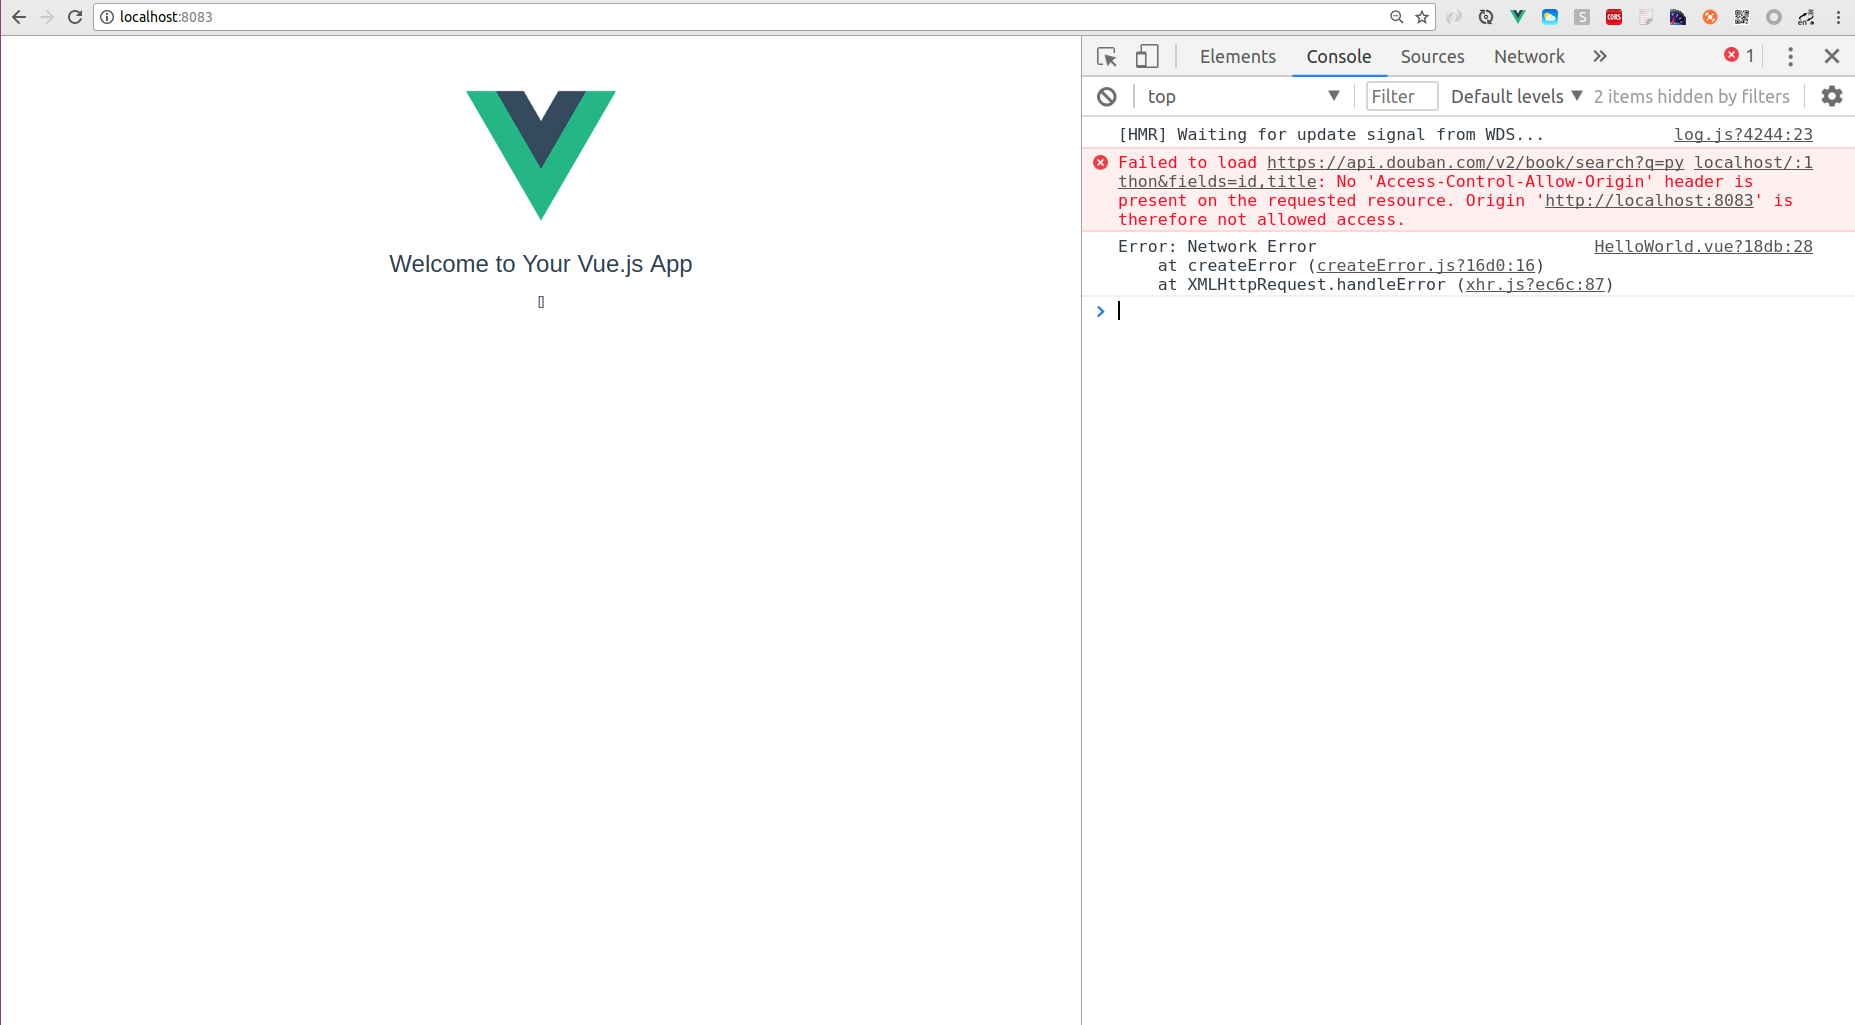 localhost:8083
Elements Console Sources Network 1
top Filter Default levels 2 items hidden by filters
[HMR] Waiting for update signal from WDS... log.js?4244:23
Failed to load https://api.douban.com/v2/book/search?q=py localhost/:1
thon&fields=id,title: No 'Access-Control-Allow-Origin' header is
present on the requested resource. Origin 'http://localhost:8083' is
therefore not allowed access.
Error: Network Error HelloWorld.vue?18db:28
at createError (createError.js?16d0:16)
at XMLHttpRequest.handleError (xhr.js?ec6c:87)
Welcome to Your Vue.js App
[]
S
CORS
en